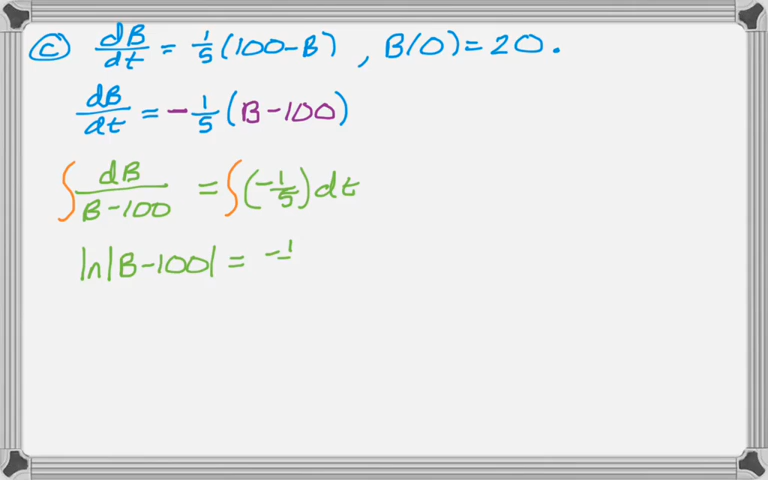 ⓒ dB/dt = 1/5 (100 - B) , B(0) = 20 .
dB/dt = - 1/5 (B - 100)
∫ dB/(B - 100) = ∫ (-1/5) dt
ln|B - 100| = -1